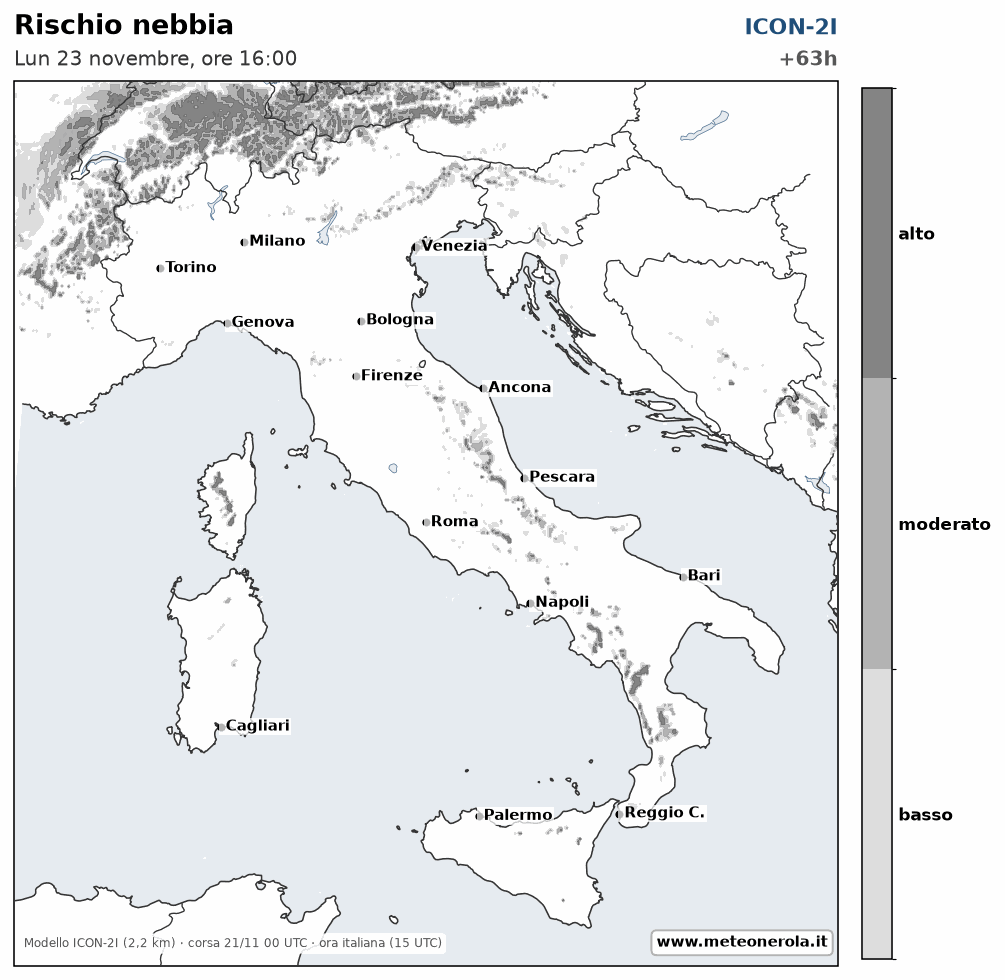 Rischio nebbia
ICON-2I
Lun 23 novembre, ore 16:00
+63h
alto
Milano
Venezia
Torino
Genova
Bologna
Firenze
Ancona
Pescara
moderato
Roma
Bari
Napoli
Cagliari
Palermo
Reggio C.
basso
Modello ICON-2I (2,2 km) · corsa 21/11 00 UTC · ora italiana (15 UTC)
www.meteonerola.it